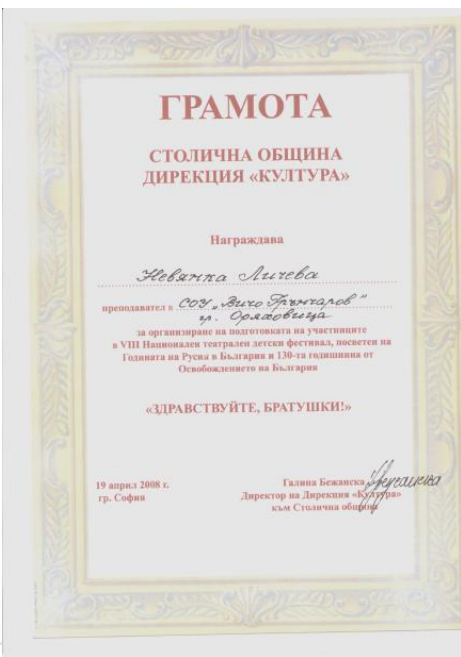 ГРАМОТА
СТОЛИЧНА ОБЩИНА
ДИРЕКЦИЯ «КУЛТУРА»
Награждава
Невянка Личева
преподавател в СОУ „Вичо Грънчаров"
гр. Оряховица
за организиране на подготовката на участниците
в VIII Национален театрален детски фестивал, посветен на
Годината на Русия в България и 130-та годишнина от
Освобождението на България
«ЗДРАВСТВУЙТЕ, БРАТУШКИ!»
19 април 2008 г.
гр. София
Галина Бежанска
Директор на Дирекция «Култура»
към Столична община